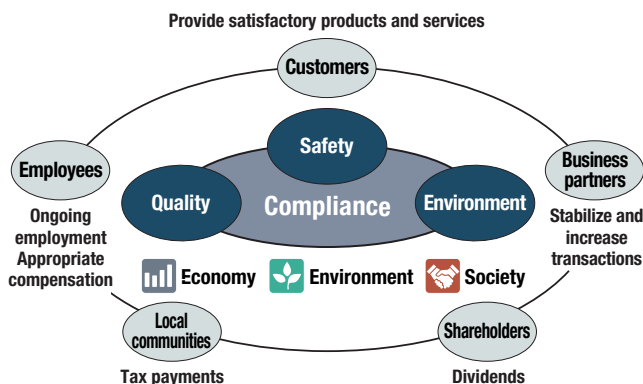 Provide satisfactory products and services
Customers
Safety
Employees
Business
partners
Quality
Compliance
Environment
Ongoing
employment
Appropriate
compensation
Stabilize and
increase
transactions
Economy
Environment
Society
Local
communities
Shareholders
Tax payments
Dividends